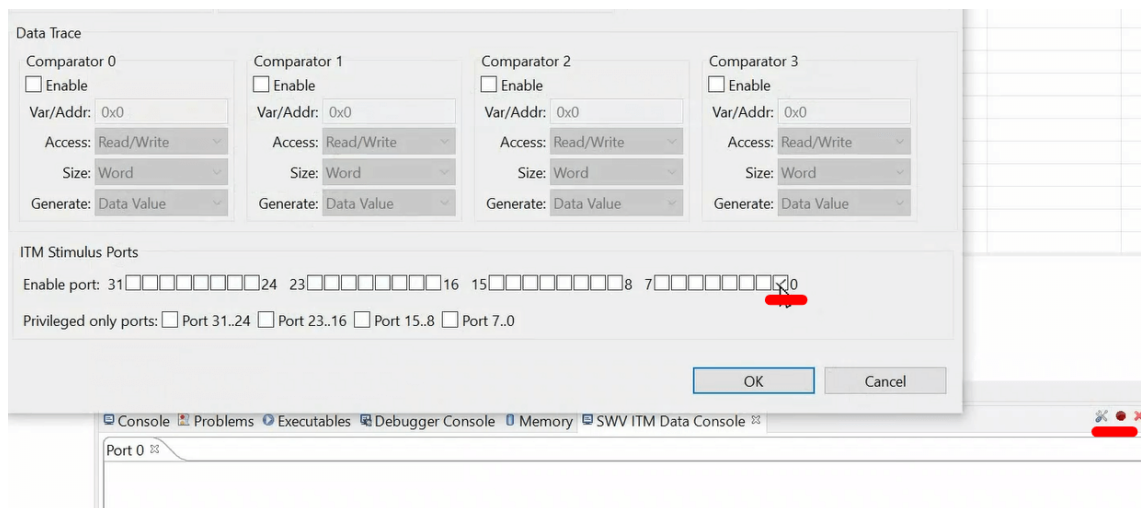 Data Trace
Comparator 0 Comparator 1 Comparator 2 Comparator 3
Enable Enable Enable Enable
Var/Addr: 0x0 Var/Addr: 0x0 Var/Addr: 0x0 Var/Addr: 0x0
Access: Read/Write Access: Read/Write Access: Read/Write Access: Read/Write
Size: Word Size: Word Size: Word Size: Word
Generate: Data Value Generate: Data Value Generate: Data Value Generate: Data Value
ITM Stimulus Ports
Enable port: 31 24 23 16 15 8 7 0
Privileged only ports: Port 31..24 Port 23..16 Port 15..8 Port 7..0
OK Cancel
Console Problems Executables Debugger Console Memory SWV ITM Data Console
Port 0